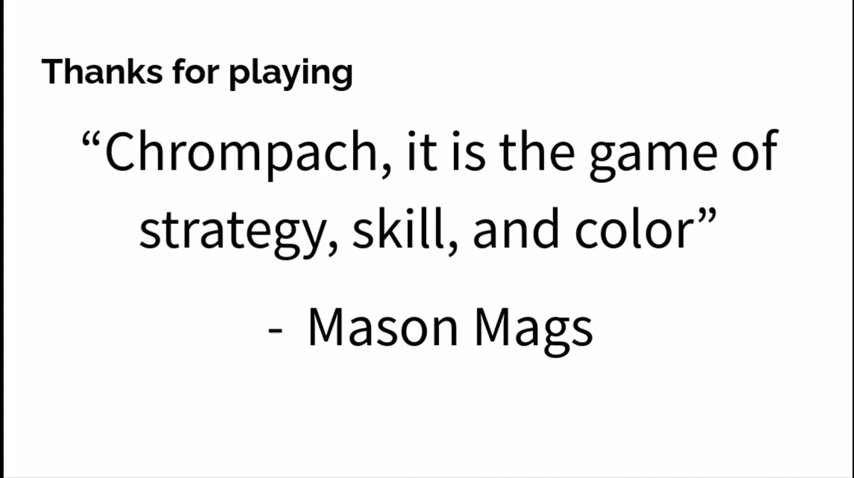 Thanks for playing
“Chrompach, it is the game of
strategy, skill, and color”
- Mason Mags